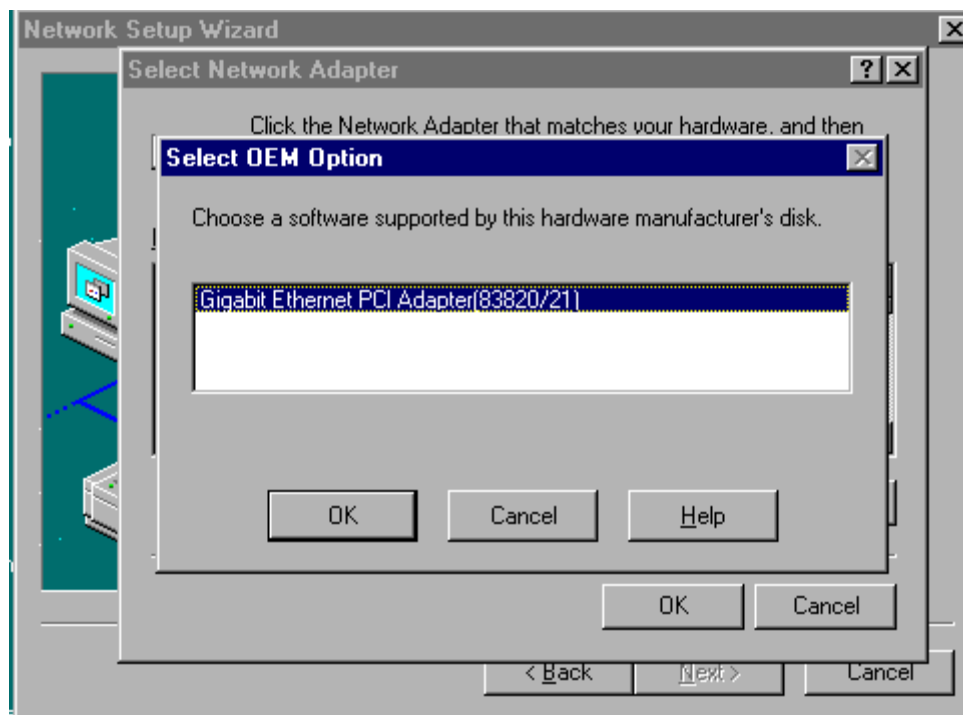 Network Setup Wizard
Select Network Adapter
Click the Network Adapter that matches your hardware, and then
Select OEM Option
Choose a software supported by this hardware manufacturer's disk.
Gigabit Ethernet PCI Adapter(83820/21)
OK Cancel Help
OK Cancel
< Back Next > Cancel